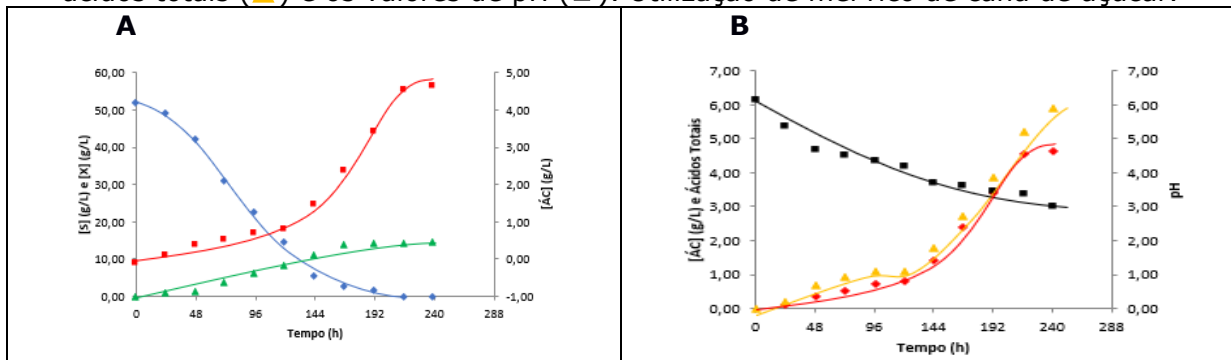 ácidos totais (▲) e os valores de pH (■). Utilização de mel rico de cana de açúcar.
A
60,00
50,00
40,00
30,00
20,00
10,00
0,00
[S] (g/L) e [X] (g/L)
5,00
4,00
3,00
2,00
1,00
0,00
-1,00
[ÁC] (g/L)
0 48 96 144 192 240 288
Tempo (h)
B
7,00
6,00
5,00
4,00
3,00
2,00
1,00
0,00
[ÁC] (g/L) e Ácidos Totais
7,00
6,00
5,00
4,00
3,00
2,00
1,00
0,00
pH
0 48 96 144 192 240 288
Tempo (h)